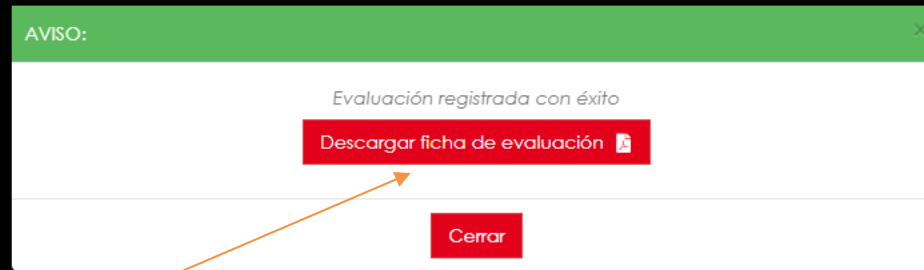 AVISO:
Evaluación registrada con éxito
Descargar ficha de evaluación
Cerrar